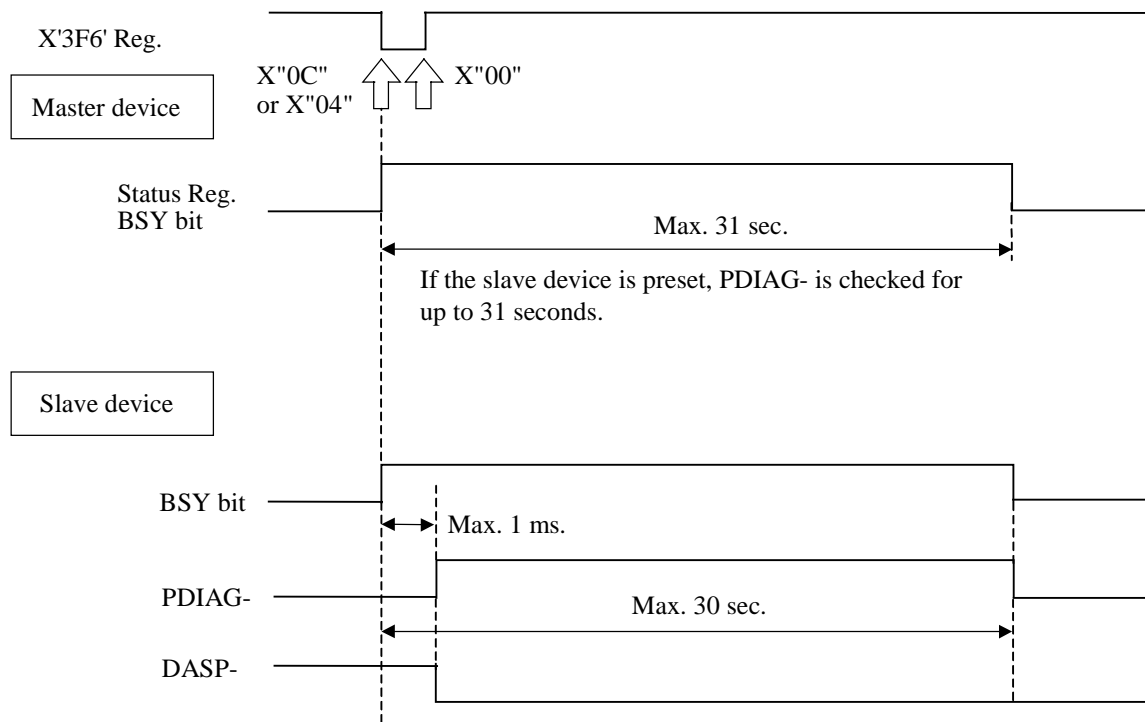 X'3F6' Reg.
X"0C"
or X"04"
X"00"
Master device
Status Reg.
BSY bit
Max. 31 sec.
If the slave device is preset, PDIAG- is checked for
up to 31 seconds.
Slave device
BSY bit
Max. 1 ms.
PDIAG-
Max. 30 sec.
DASP-